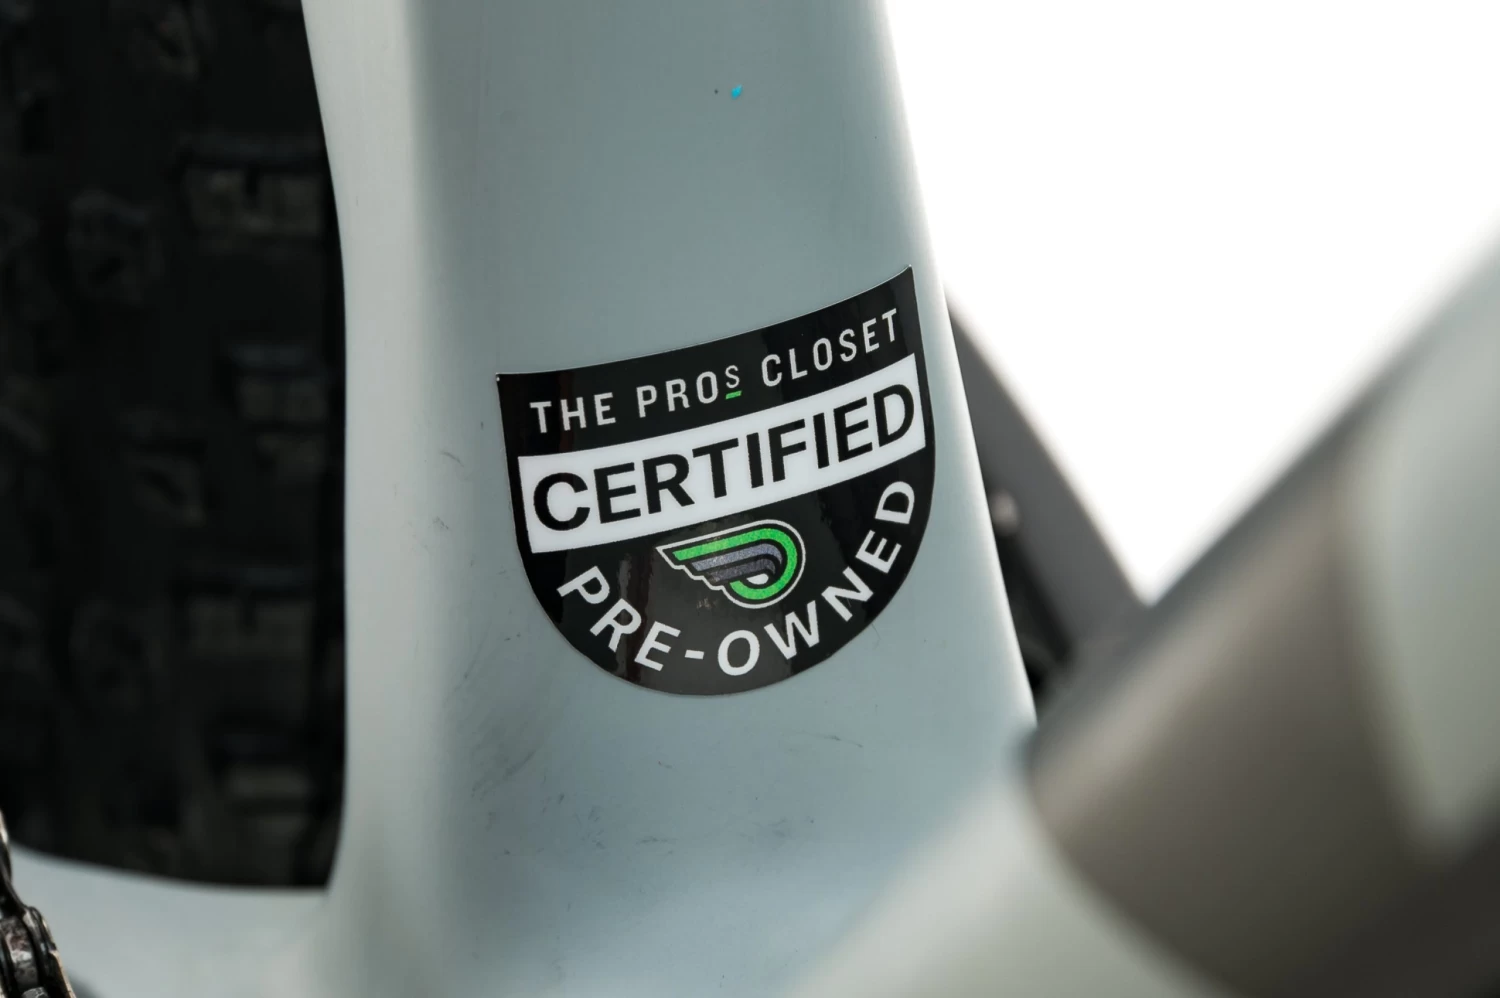 THE PROS CLOSET
CERTIFIED
PRE-OWNED